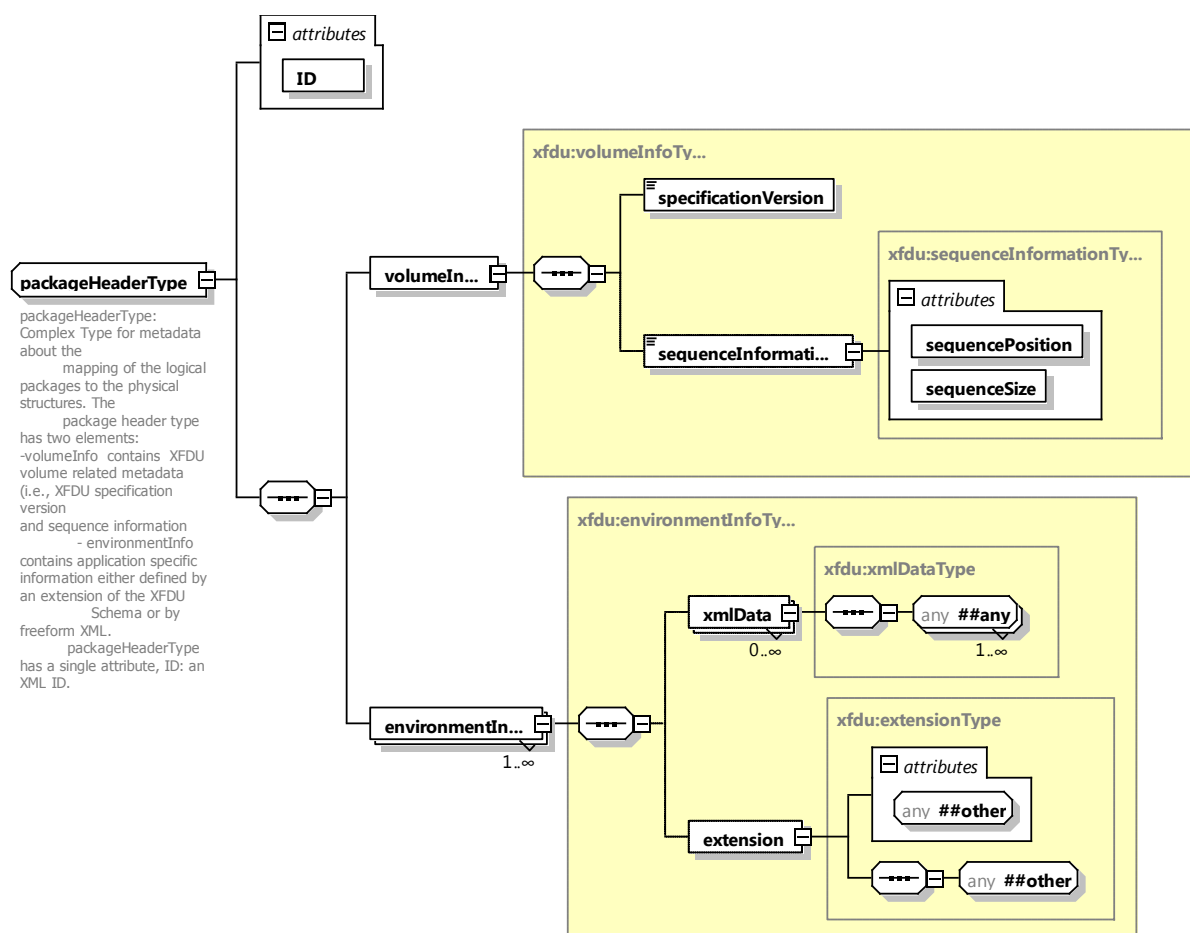 attributes
ID
xfdu:volumeInfoTy...
specificationVersion
xfdu:sequenceInformationTy...
packageHeaderType
volumeIn...
attributes
sequencePosition
sequenceInformati...
sequenceSize
packageHeaderType:
Complex Type for metadata
about the
mapping of the logical
packages to the physical
structures. The
package header type
has two elements:
-volumeInfo contains XFDU
volume related metadata
(i.e., XFDU specification
version
and sequence information
- environmentInfo
contains application specific
information either defined by
an extension of the XFDU
Schema or by
freeform XML.
packageHeaderType
has a single attribute, ID: an
XML ID.
xfdu:environmentInfoTy...
xfdu:xmlDataType
xmlData
any ##any
0..∞
1..∞
environmentIn...
1..∞
xfdu:extensionType
attributes
any ##other
extension
any ##other